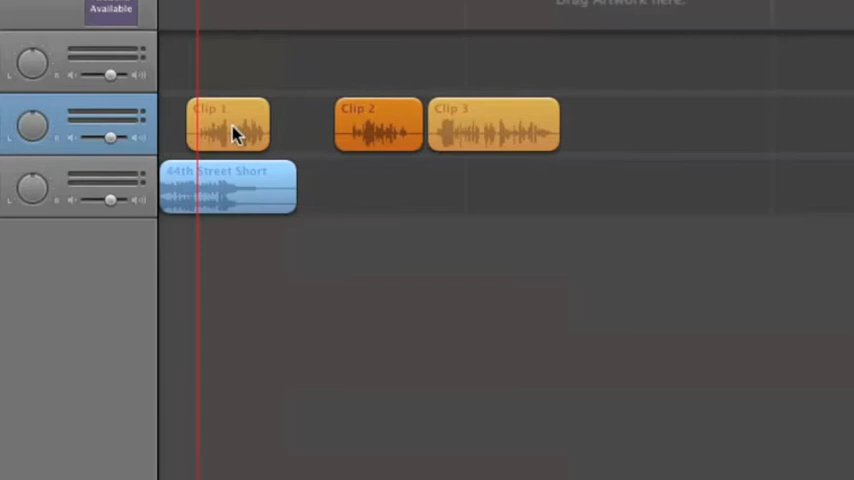 Available
Drag Artwork here.
L R
Clip 1
Clip 2
Clip 3
L R
44th Street Short
L R